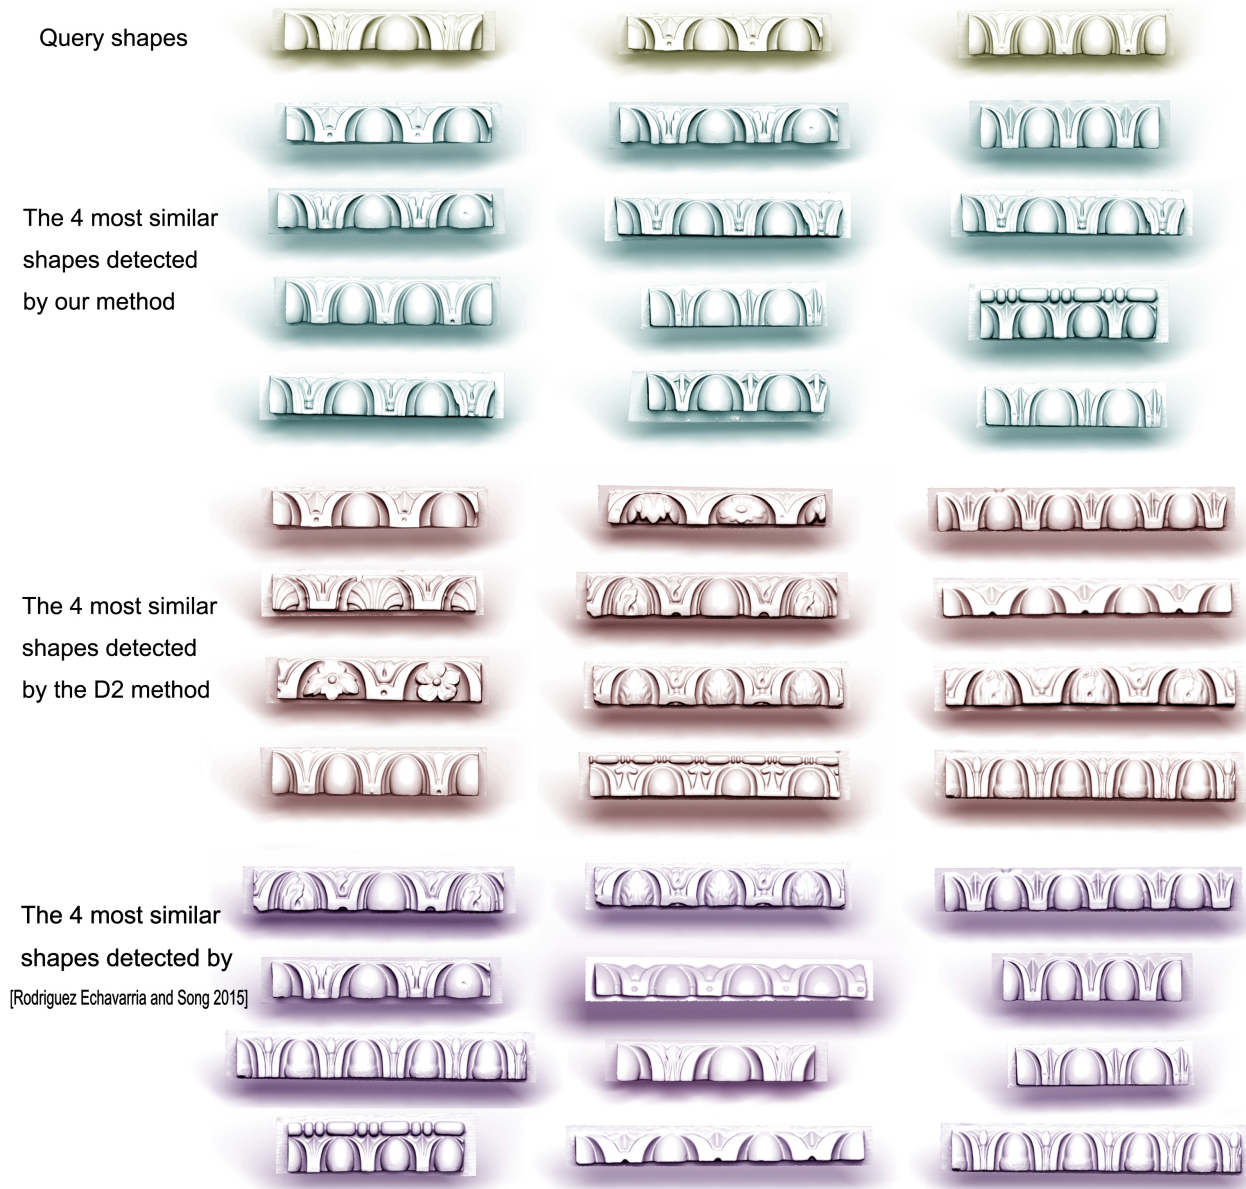 Query shapes
The 4 most similar
shapes detected
by our method
The 4 most similar
shapes detected
by the D2 method
The 4 most similar
shapes detected by
[Rodriguez Echavarria and Song 2015]